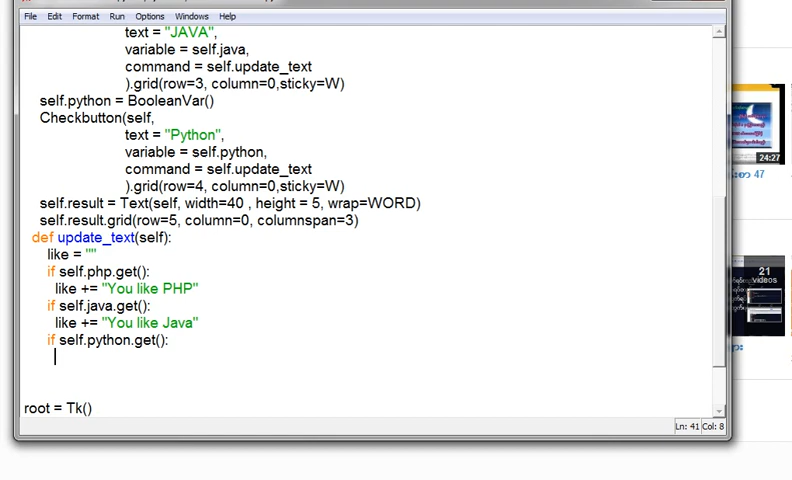 File Edit Format Run Options Windows Help
text = "JAVA",
variable = self.java,
command = self.update_text
).grid(row=3, column=0,sticky=W)
self.python = BooleanVar()
Checkbutton(self,
text = "Python",
variable = self.python,
command = self.update_text
).grid(row=4, column=0,sticky=W)
self.result = Text(self, width=40 , height = 5, wrap=WORD)
self.result.grid(row=5, column=0, columnspan=3)
def update_text(self):
like = ""
if self.php.get():
like += "You like PHP"
if self.java.get():
like += "You like Java"
if self.python.get():
root = Tk()
Ln: 41 Col: 8
24:27
47
21
videos